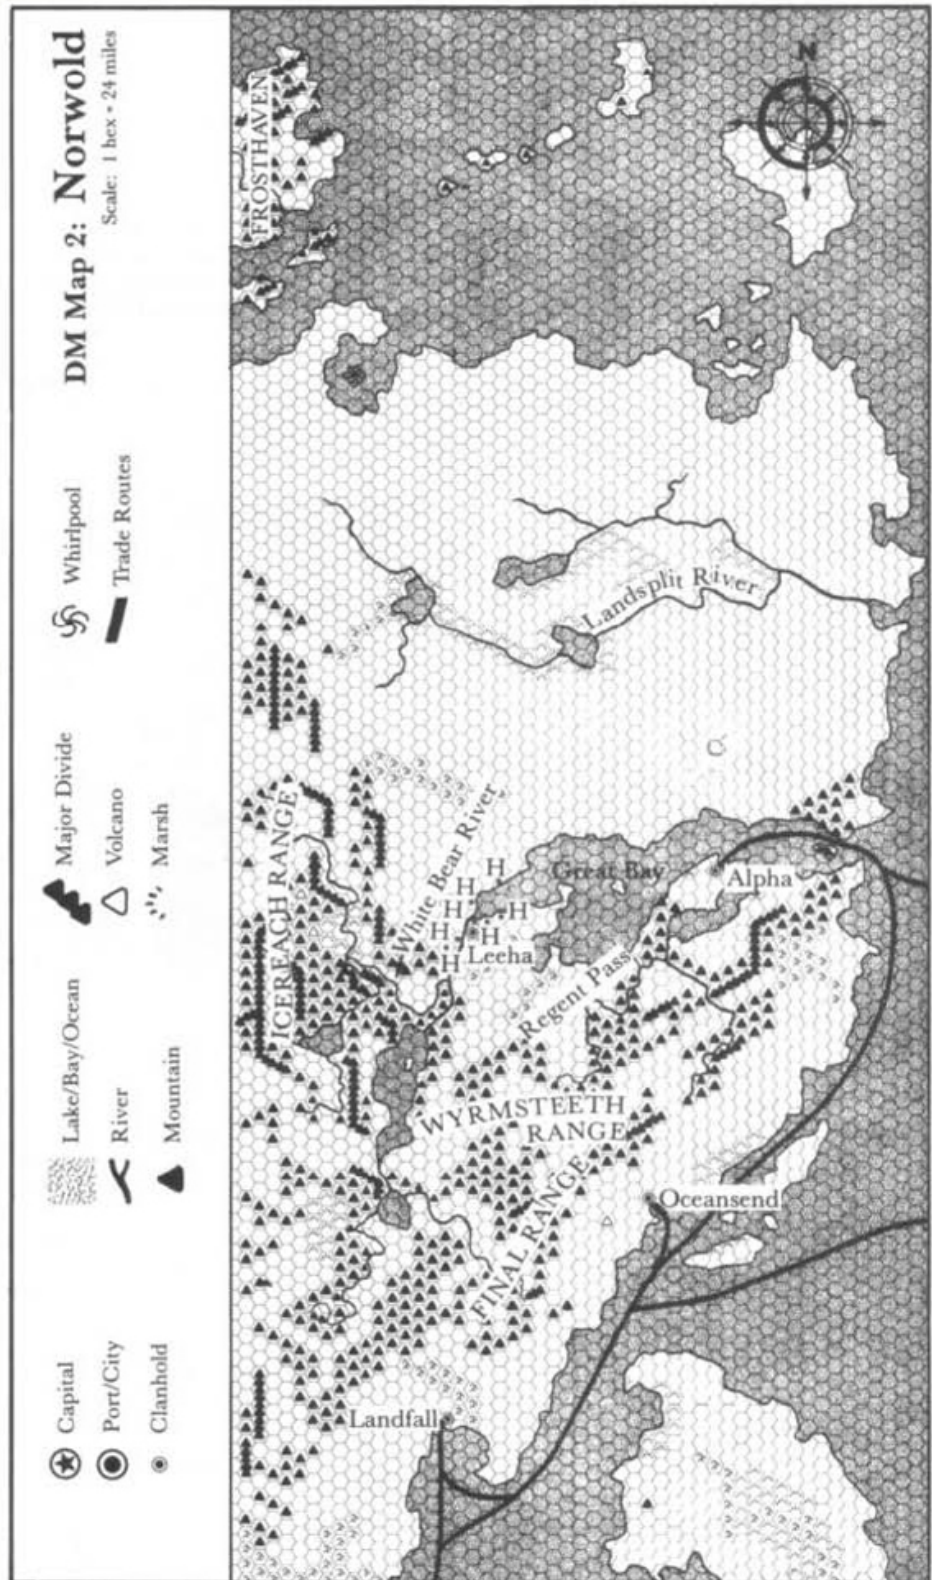 DM Map 2: Norwold
Scale: 1 hex = 24 miles
Capital
Port/City
Clanhold
Lake/Bay/Ocean
River
Mountain
Major Divide
Volcano
Marsh
Whirlpool
Trade Routes
FROSTHAVEN
N
Landsplit River
ICEREACH RANGE
White Bear River
H
H
H
H
H
H
H
Great Bay
Alpha
Leeha
Regent Pass
WYRMSTEETH
RANGE
FINAL RANGE
Oceansend
Landfall